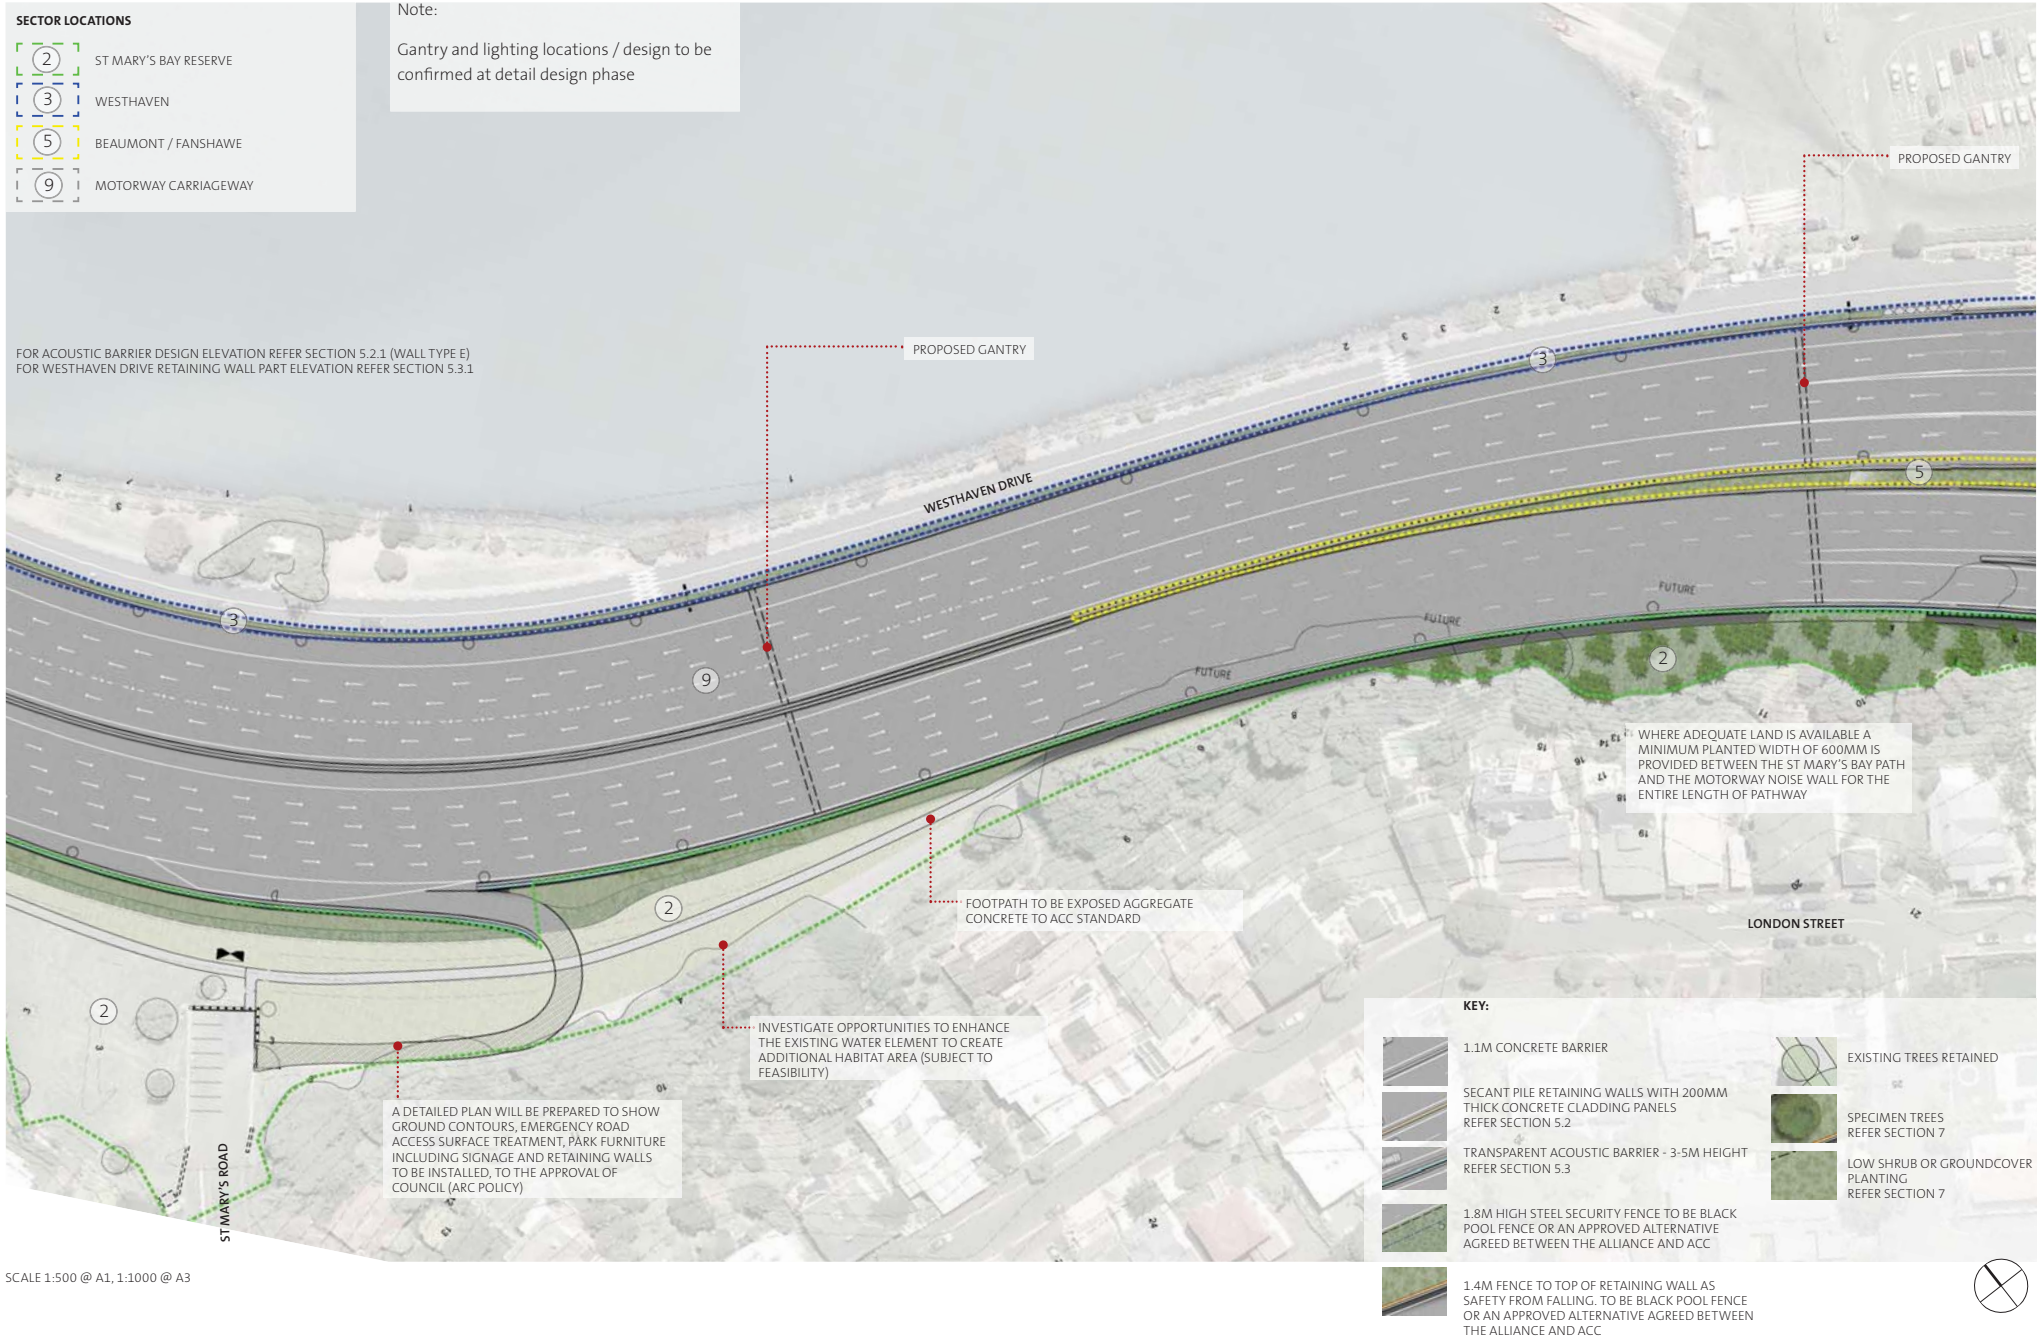 SECTOR LOCATIONS
2
ST MARY'S BAY RESERVE
3
WESTHAVEN
5
BEAUMONT / FANSHAWE
9
MOTORWAY CARRIAGEWAY
Note:
Gantry and lighting locations / design to be
confirmed at detail design phase
PROPOSED GANTRY
FOR ACOUSTIC BARRIER DESIGN ELEVATION REFER SECTION 5.2.1 (WALL TYPE E)
FOR WESTHAVEN DRIVE RETAINING WALL PART ELEVATION REFER SECTION 5.3.1
PROPOSED GANTRY
3
5
WESTHAVEN DRIVE
3
9
FUTURE
FUTURE
FUTURE
2
WHERE ADEQUATE LAND IS AVAILABLE A
MINIMUM PLANTED WIDTH OF 600MM IS
PROVIDED BETWEEN THE ST MARY'S BAY PATH
AND THE MOTORWAY NOISE WALL FOR THE
ENTIRE LENGTH OF PATHWAY
2
FOOTPATH TO BE EXPOSED AGGREGATE
CONCRETE TO ACC STANDARD
LONDON STREET
2
INVESTIGATE OPPORTUNITIES TO ENHANCE
THE EXISTING WATER ELEMENT TO CREATE
ADDITIONAL HABITAT AREA (SUBJECT TO
FEASIBILITY)
A DETAILED PLAN WILL BE PREPARED TO SHOW
GROUND CONTOURS, EMERGENCY ROAD
ACCESS SURFACE TREATMENT, PARK FURNITURE
INCLUDING SIGNAGE AND RETAINING WALLS
TO BE INSTALLED, TO THE APPROVAL OF
COUNCIL (ARC POLICY)
ST MARY'S ROAD
KEY:
1.1M CONCRETE BARRIER
SECANT PILE RETAINING WALLS WITH 200MM
THICK CONCRETE CLADDING PANELS
REFER SECTION 5.2
TRANSPARENT ACOUSTIC BARRIER - 3-5M HEIGHT
REFER SECTION 5.3
1.8M HIGH STEEL SECURITY FENCE TO BE BLACK
POOL FENCE OR AN APPROVED ALTERNATIVE
AGREED BETWEEN THE ALLIANCE AND ACC
1.4M FENCE TO TOP OF RETAINING WALL AS
SAFETY FROM FALLING. TO BE BLACK POOL FENCE
OR AN APPROVED ALTERNATIVE AGREED BETWEEN
THE ALLIANCE AND ACC
EXISTING TREES RETAINED
SPECIMEN TREES
REFER SECTION 7
LOW SHRUB OR GROUNDCOVER
PLANTING
REFER SECTION 7
SCALE 1:500 @ A1, 1:1000 @ A3